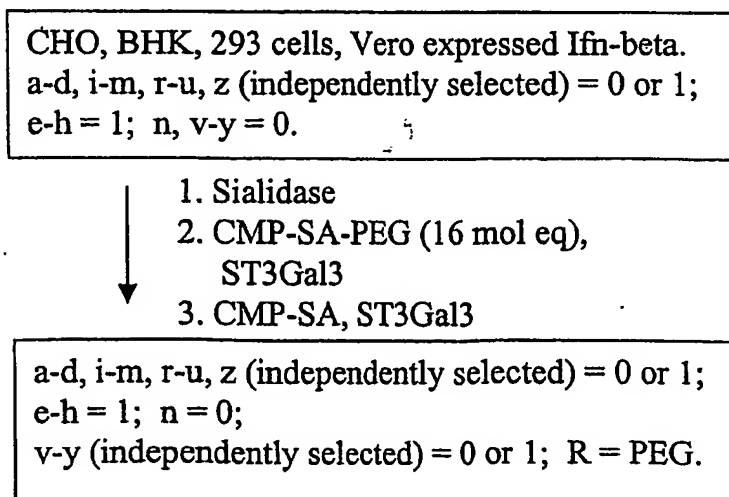 CHO, BHK, 293 cells, Vero expressed Ifn-beta.
a-d, i-m, r-u, z (independently selected) = 0 or 1;
e-h = 1; n, v-y = 0.
1. Sialidase
2. CMP-SA-PEG (16 mol eq),
ST3Gal3
3. CMP-SA, ST3Gal3
a-d, i-m, r-u, z (independently selected) = 0 or 1;
e-h = 1; n = 0;
v-y (independently selected) = 0 or 1; R = PEG.